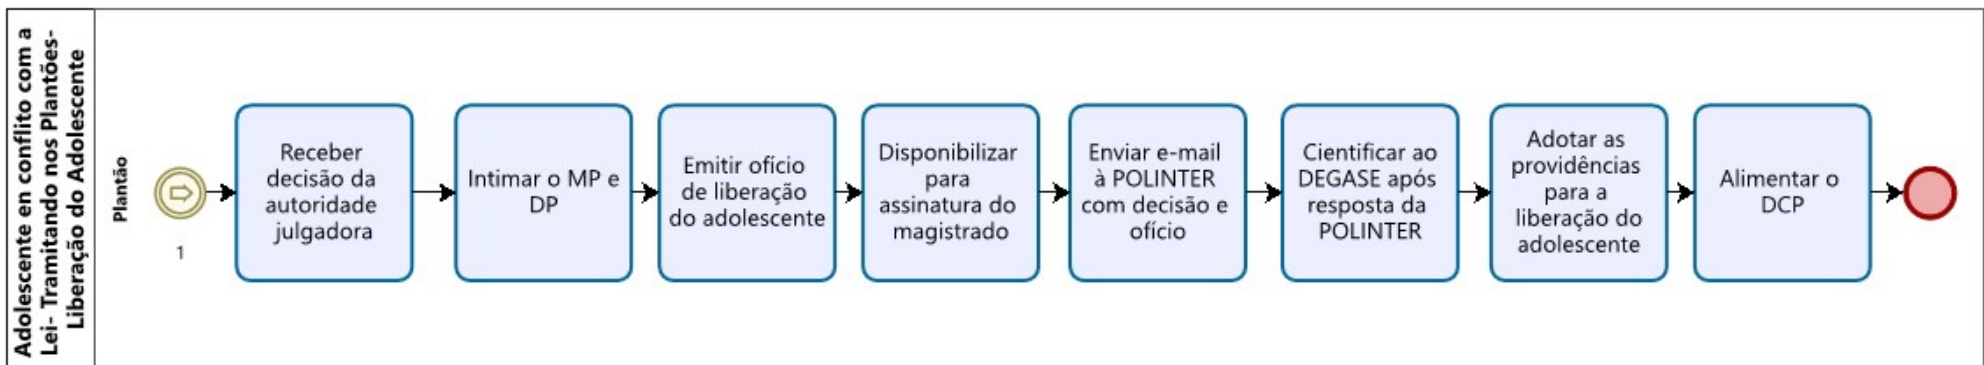 Adolescente en conflito com a
Lei- Tramitando nos Plantões-
Liberação do Adolescente
Plantão
1
Receber
decisão da
autoridade
julgadora
Intimar o MP e
DP
Emitir ofício
de liberação
do adolescente
Disponibilizar
para
assinatura do
magistrado
Enviar e-mail
à POLINTER
com decisão e
ofício
Cientificar ao
DEGASE após
resposta da
POLINTER
Adotar as
providências
para a
liberação do
adolescente
Alimentar o
DCP